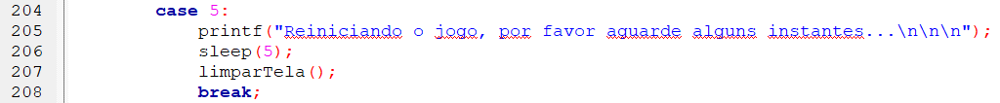 204 case 5:
205 printf("Reiniciando o jogo, por favor aguarde alguns instantes...\n\n\n");
206 sleep(5);
207 limparTela();
208 break;